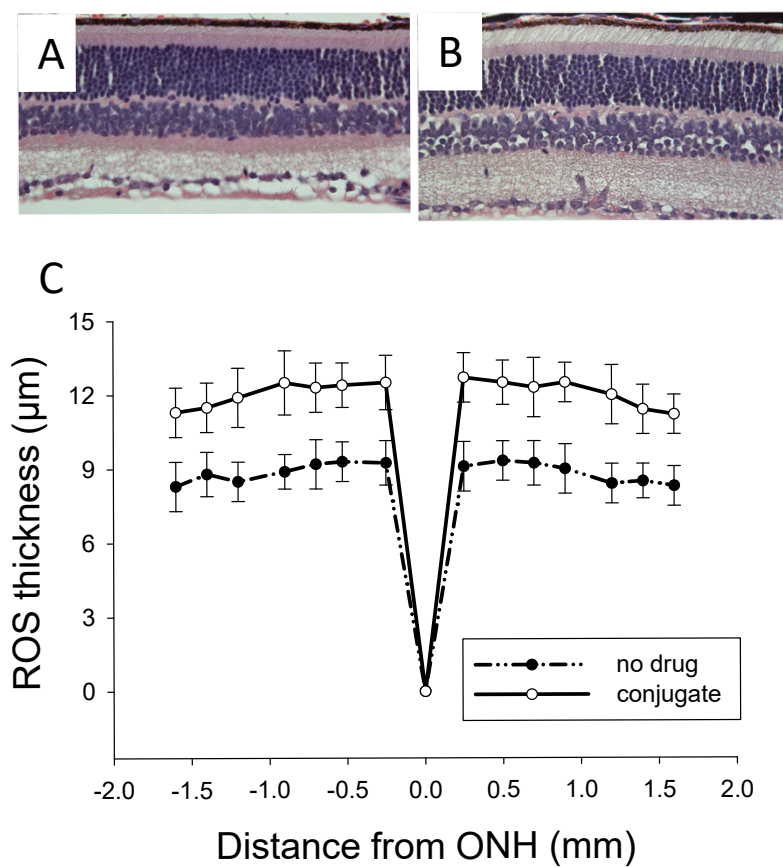 A
B
C
ROS thickness (µm)
15
12
9
6
3
0
-2.0 -1.5 -1.0 -0.5 0.0 0.5 1.0 1.5 2.0
Distance from ONH (mm)
no drug
conjugate